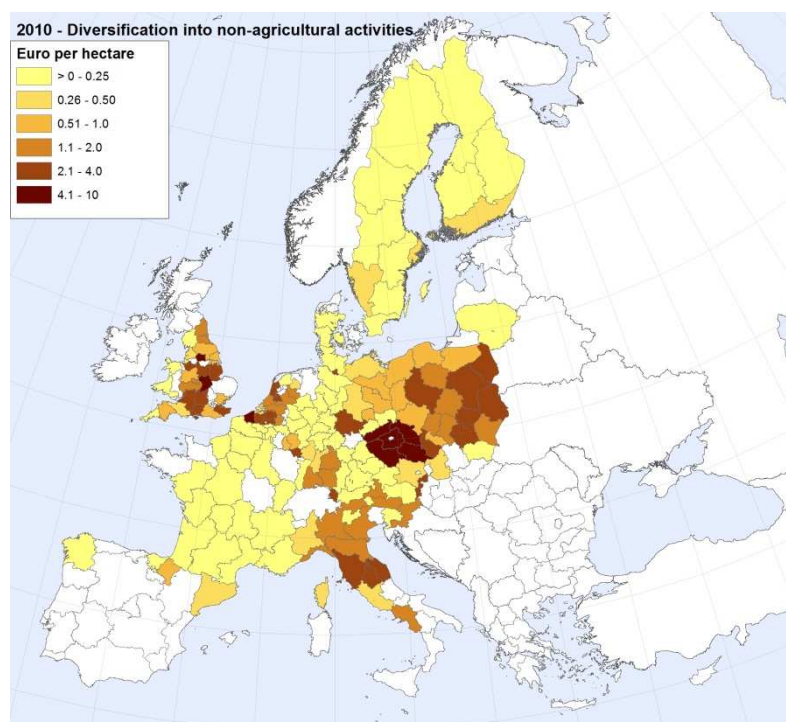 2010 - Diversification into non-agricultural activities
Euro per hectare
> 0 - 0.25
0.26 - 0.50
0.51 - 1.0
1.1 - 2.0
2.1 - 4.0
4.1 - 10